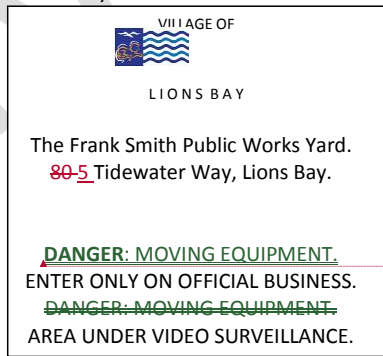 VILLAGE OF
LIONS BAY
The Frank Smith Public Works Yard.
80 5 Tidewater Way, Lions Bay.
DANGER: MOVING EQUIPMENT.
ENTER ONLY ON OFFICIAL BUSINESS.
DANGER: MOVING EQUIPMENT.
AREA UNDER VIDEO SURVEILLANCE.